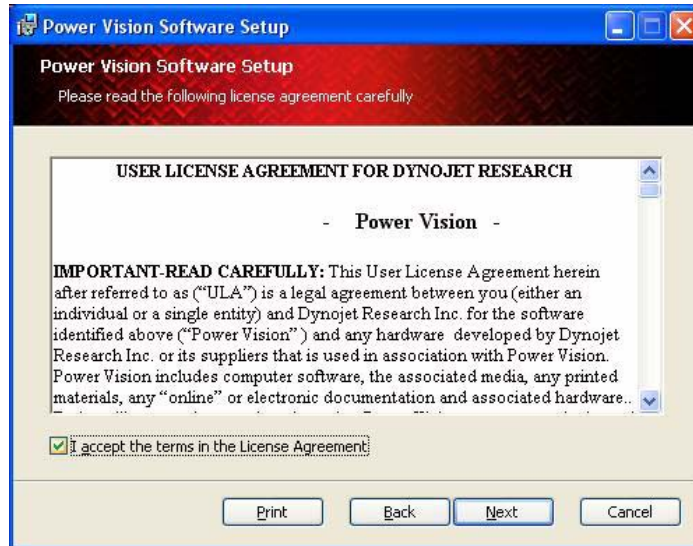 Power Vision Software Setup
Power Vision Software Setup
Please read the following license agreement carefully
USER LICENSE AGREEMENT FOR DYNOJET RESEARCH
- Power Vision -
IMPORTANT-READ CAREFULLY: This User License Agreement herein
after referred to as (“ULA”) is a legal agreement between you (either an
individual or a single entity) and Dynojet Research Inc. for the software
identified above (“Power Vision” ) and any hardware developed by Dynojet
Research Inc. or its suppliers that is used in association with Power Vision.
Power Vision includes computer software, the associated media, any printed
materials, any “online” or electronic documentation and associated hardware..
I accept the terms in the License Agreement
Print Back Next Cancel